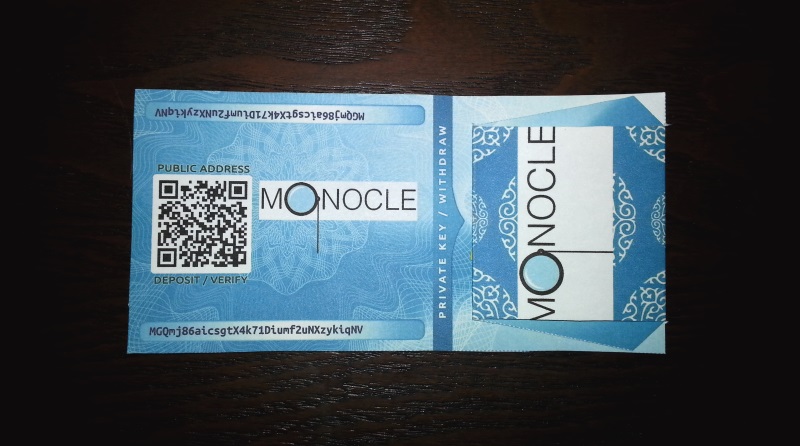 MGQmj86aicsgtX4k71Diumf2uNXzykiqNV
PUBLIC ADDRESS
MONOCLE
DEPOSIT / VERIFY
MGQmj86aicsgtX4k71Diumf2uNXzykiqNV
PRIVATE KEY / WITHDRAW
MONOCLE